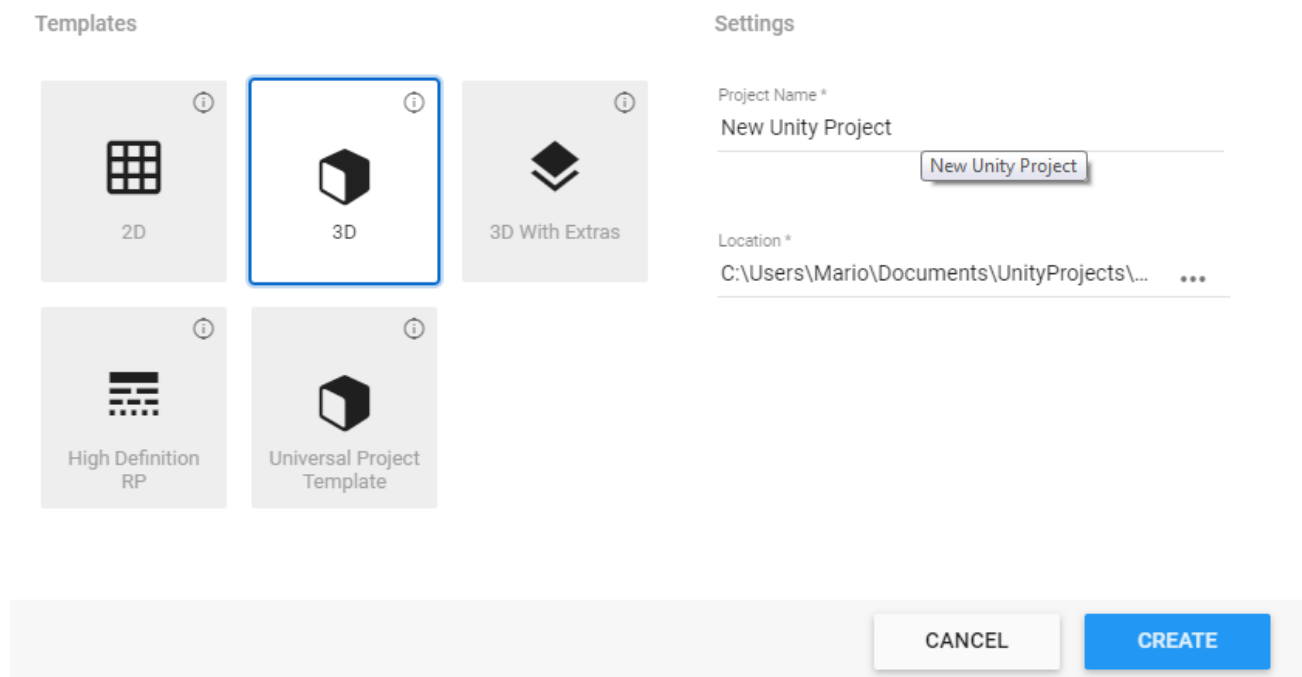 Templates
2D
3D
3D With Extras
High Definition
RP
Universal Project
Template
Settings
Project Name *
New Unity Project
New Unity Project
Location *
C:\Users\Mario\Documents\UnityProjects\...
CANCEL
CREATE